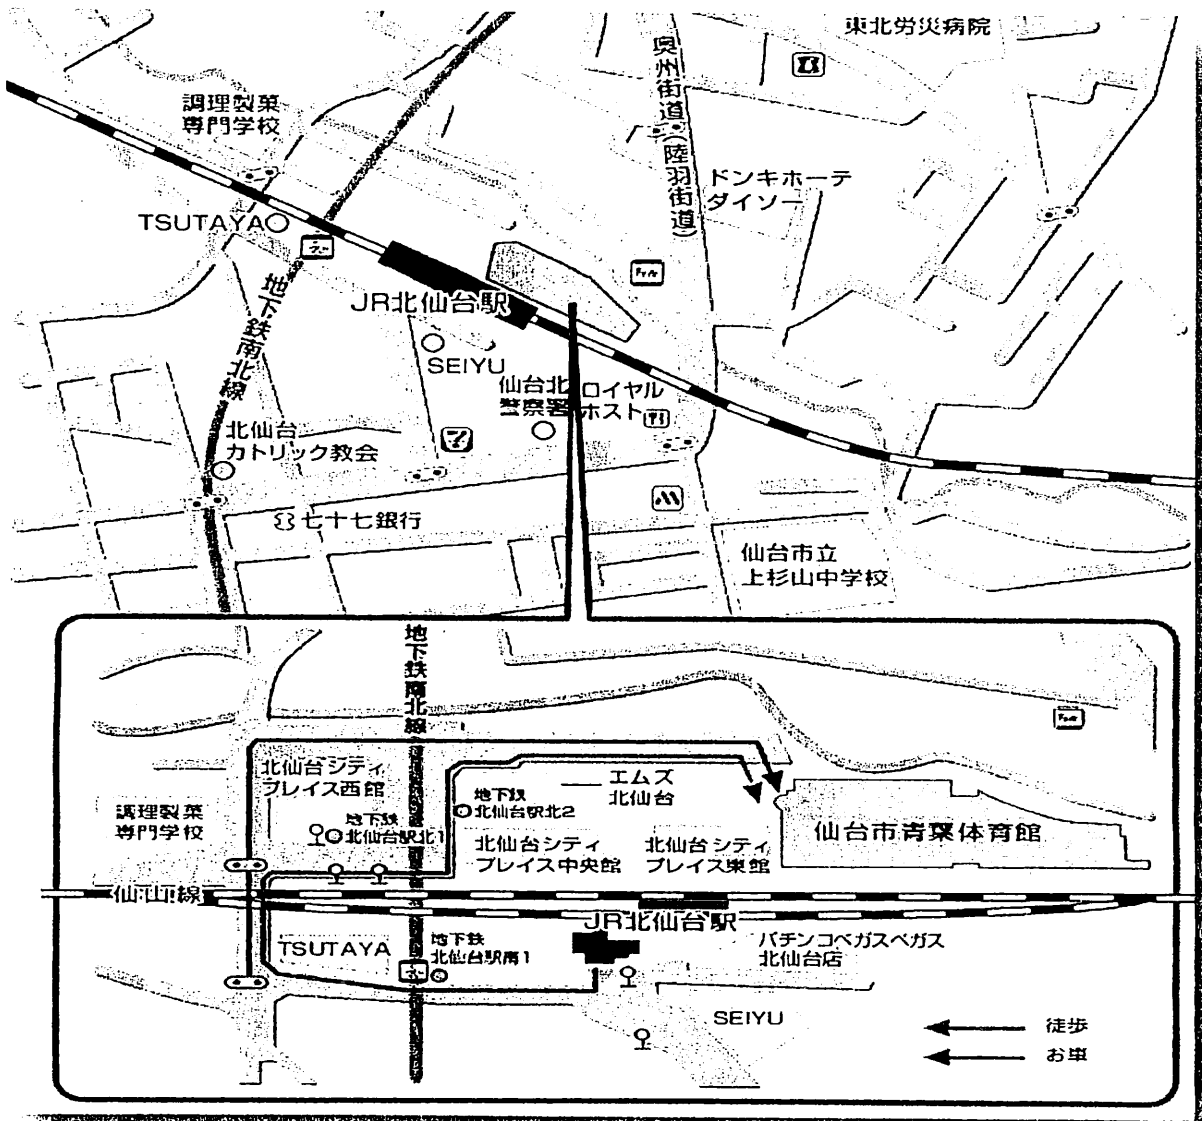 東北労災病院
奥州街道(陸羽街道)
調理製菓
専門学校
ドンキホーテ
ダイソー
TSUTAYA
地下鉄南北線
JR北仙台駅
SEIYU
仙台北
警察署
ロイヤル
ホスト
北仙台
カトリック教会
七十七銀行
仙台市立
上杉山中学校
地下鉄南北線
北仙台シティ
プレイス西館
エムズ
北仙台
調理製菓
専門学校
地下鉄
北仙台駅北1
地下鉄
北仙台駅北2
北仙台シティ
プレイス中央館
北仙台シティ
プレイス東館
仙台市青葉体育館
仙山線
JR北仙台駅
TSUTAYA
地下鉄
北仙台駅南1
パチンコベガスベガス
北仙台店
SEIYU
徒歩
お車